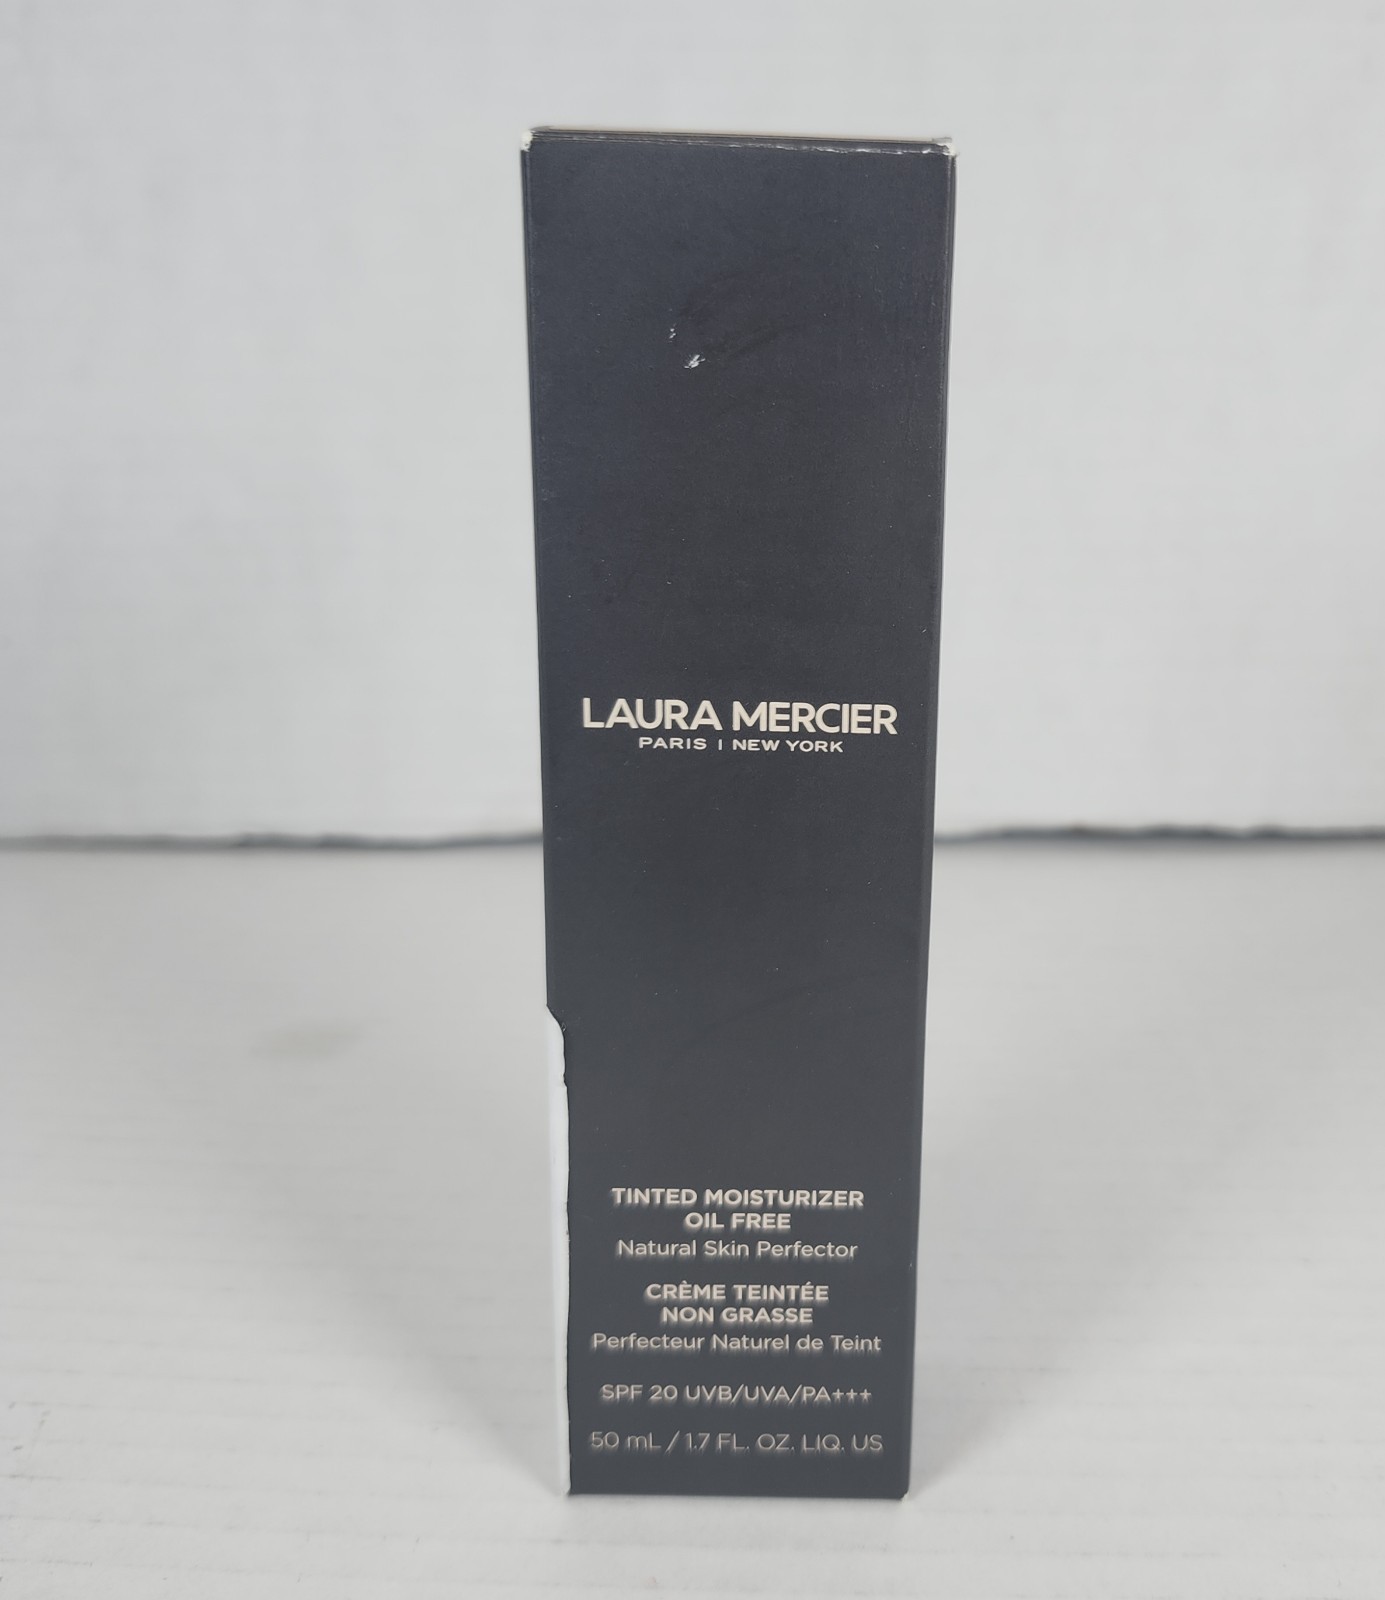 LAURA MERCIER
PARIS | NEW YORK
TINTED MOISTURIZER
OIL FREE
Natural Skin Perfector
CRÈME TEINTÉE
NON GRASSE
Perfecteur Naturel de Teint
SPF 20 UVB/UVA/PA+++
50 mL / 1.7 FL. OZ. LIQ. US